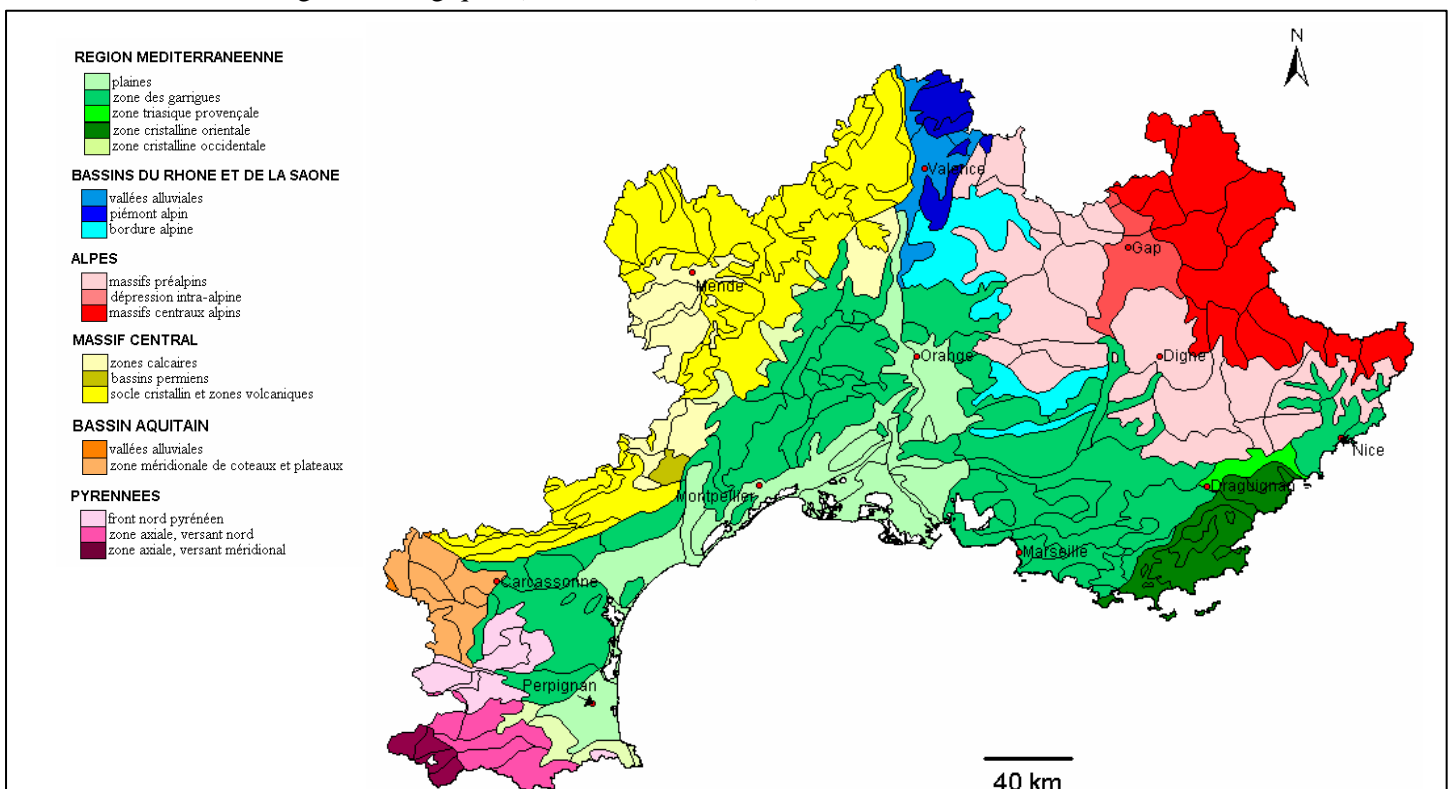 N
REGION MEDITERRANEENNE
plaines
zone des garrigues
zone triasique provençale
zone cristalline orientale
zone cristalline occidentale
BASSINS DU RHONE ET DE LA SAONE
vallées alluviales
piémont alpin
bordure alpine
ALPES
massifs préalpins
dépression intra-alpine
massifs centraux alpins
MASSIF CENTRAL
zones calcaires
bassins permiens
socle cristallin et zones volcaniques
BASSIN AQUITAIN
vallées alluviales
zone méridionale de coteaux et plateaux
PYRENNEES
front nord pyrénéen
zone axiale, versant nord
zone axiale, versant méridional
Valence
Gap
Mende
Orange
Digne
Nice
Montpellier
Draguignan
Marseille
Carcassonne
Perpignan
40 km